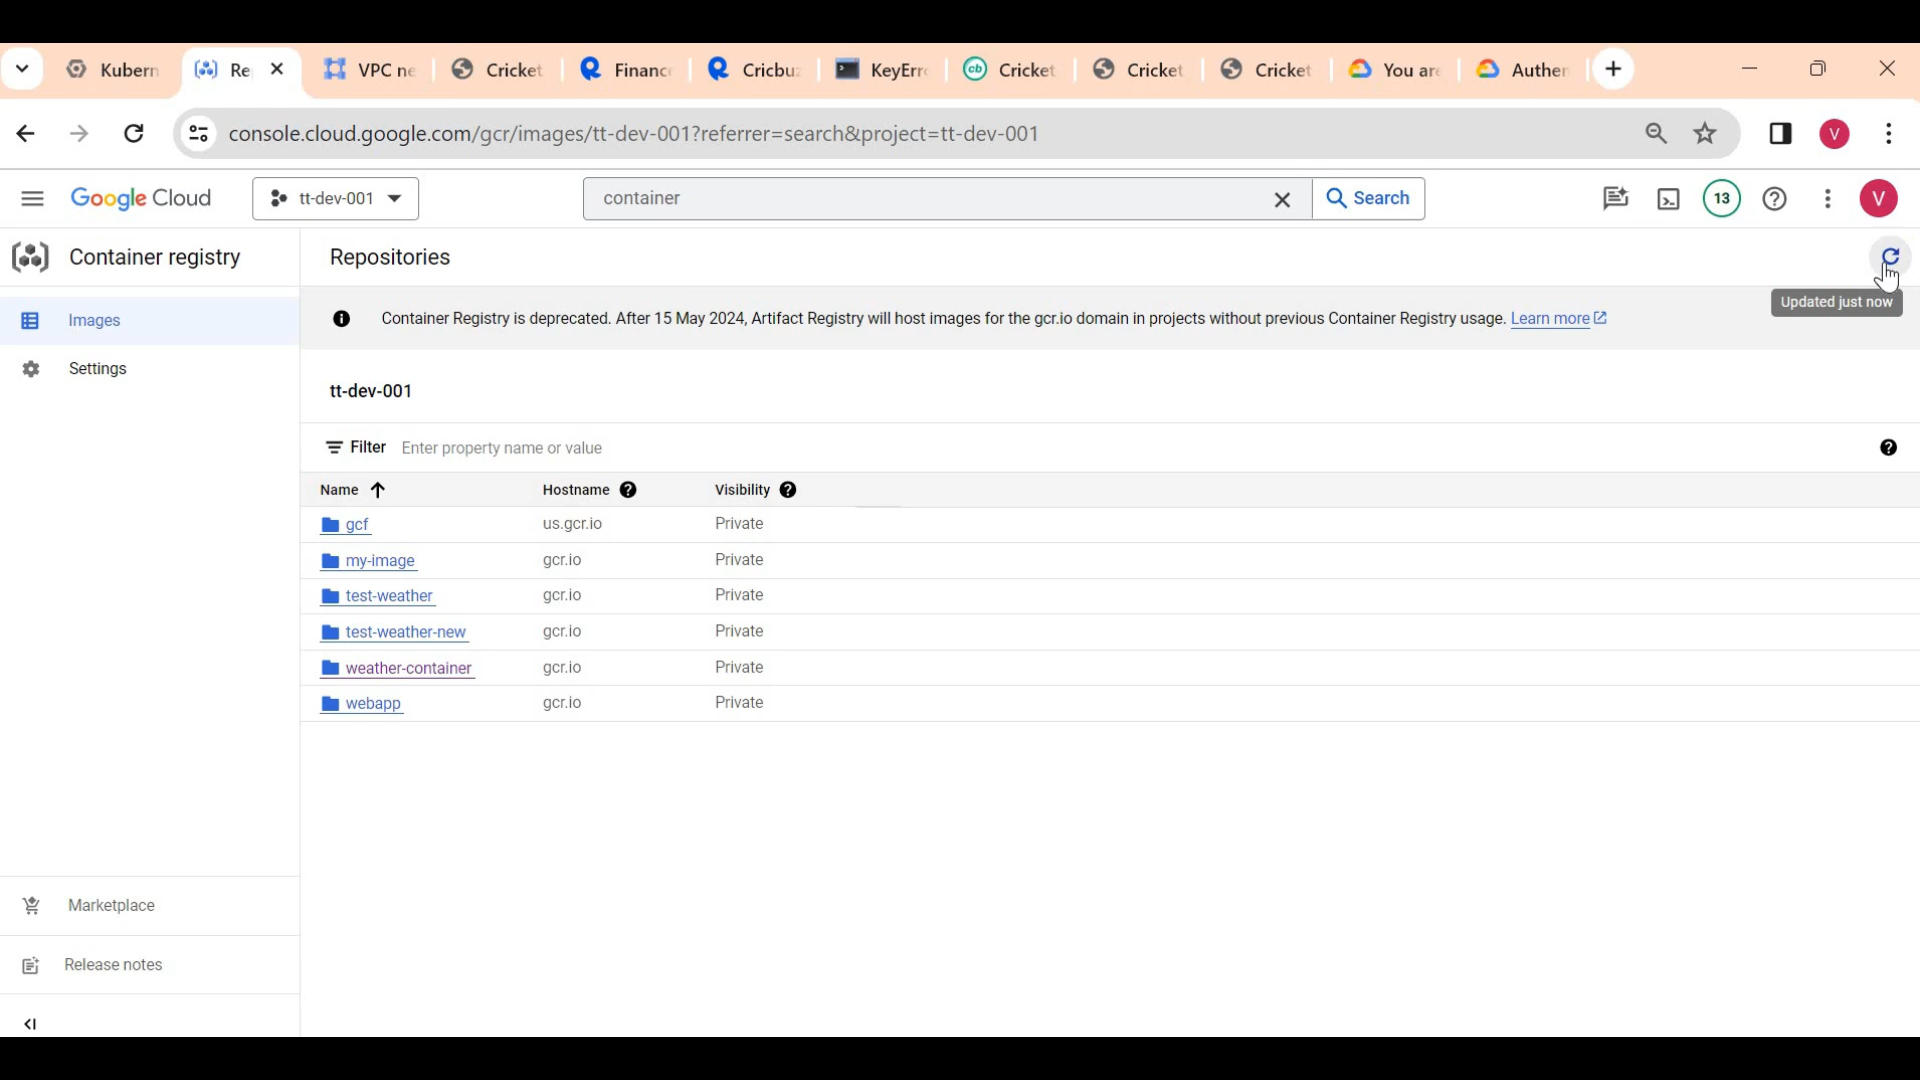 Kubern
Re
VPC ne
Cricket
Financ
Cricbuz
KeyErr
Cricket
Cricket
Cricket
You are
Authen
console.cloud.google.com/gcr/images/tt-dev-001?referrer=search&project=tt-dev-001
V
Google Cloud
tt-dev-001
container
Search
13
V
Container registry
Repositories
Updated just now
Images
Container Registry is deprecated. After 15 May 2024, Artifact Registry will host images for the gcr.io domain in projects without previous Container Registry usage. Learn more
Settings
tt-dev-001
Filter Enter property name or value
Name Hostname Visibility
gcf us.gcr.io Private
my-image gcr.io Private
test-weather gcr.io Private
test-weather-new gcr.io Private
weather-container gcr.io Private
webapp gcr.io Private
Marketplace
Release notes